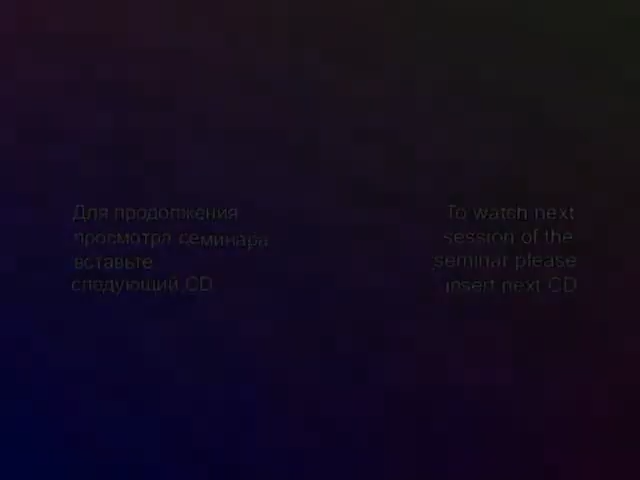 Для продолжения
просмотра семинара
вставьте
следующий CD
To watch next
session of the
seminar please
insert next CD